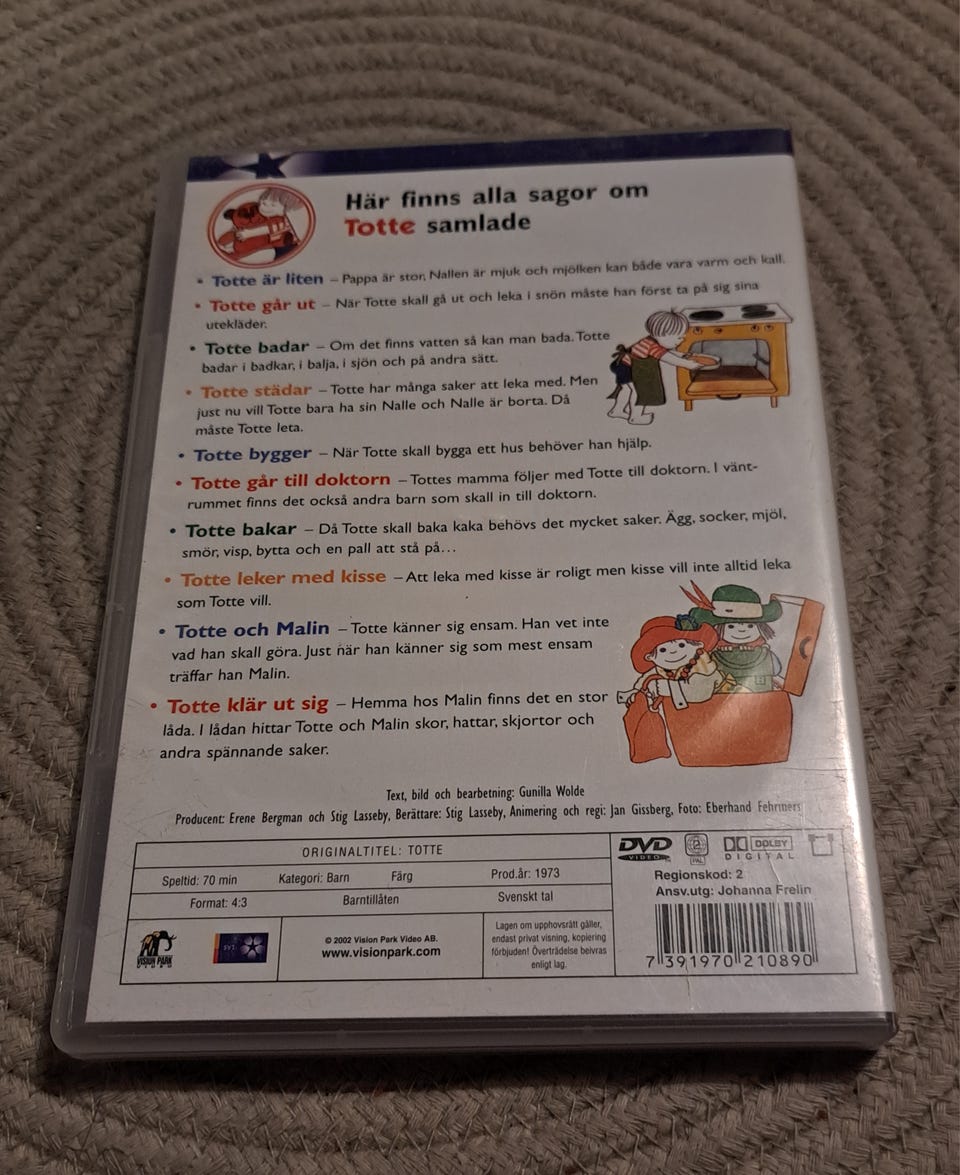 Här finns alla sagor om
Totte samlade
• Totte är liten – Pappa är stor, Nallen är mjuk och mjölken kan både vara varm och kall.
• Totte går ut – När Totte skall gå ut och leka i snön måste han först ta på sig sina
utekläder.
• Totte badar – Om det finns vatten så kan man bada. Totte
badar i badkar, i balja, i sjön och på andra sätt.
• Totte städar – Totte har många saker att leka med. Men
just nu vill Totte bara ha sin Nalle och Nalle är borta. Då
måste Totte leta.
• Totte bygger – När Totte skall bygga ett hus behöver han hjälp.
• Totte går till doktorn – Tottes mamma följer med Totte till doktorn. I vänt-
rummet finns det också andra barn som skall in till doktorn.
• Totte bakar – Då Totte skall baka kaka behövs det mycket saker. Ägg, socker, mjöl,
smör, visp, bytta och en pall att stå på…
• Totte leker med kisse – Att leka med kisse är roligt men kisse vill inte alltid leka
som Totte vill.
• Totte och Malin – Totte känner sig ensam. Han vet inte
vad han skall göra. Just när han känner sig som mest ensam
träffar han Malin.
• Totte klär ut sig – Hemma hos Malin finns det en stor
låda. I lådan hittar Totte och Malin skor, hattar, skjortor och
andra spännande saker.
Text, bild och bearbetning: Gunilla Wolde
Producent: Erene Bergman och Stig Lasseby, Berättare: Stig Lasseby, Animering och regi: Jan Gissberg, Foto: Eberhand Fehrmers
ORIGINALTITEL: TOTTE
Speltid: 70 min Kategori: Barn Färg Prod.år: 1973
Format: 4:3 Barntillåten Svenskt tal
VISION PARK
VIDEO
SVT
© 2002 Vision Park Video AB.
www.visionpark.com
Lagen om upphovsrätt gäller,
endast privat visning, kopiering
förbjuden! Överträdelse beivras
enligt lag.
DVD
VIDEO
2
PAL
DOLBY
DIGITAL
Regionskod: 2
Ansv.utg: Johanna Frelin
7 391970 210890